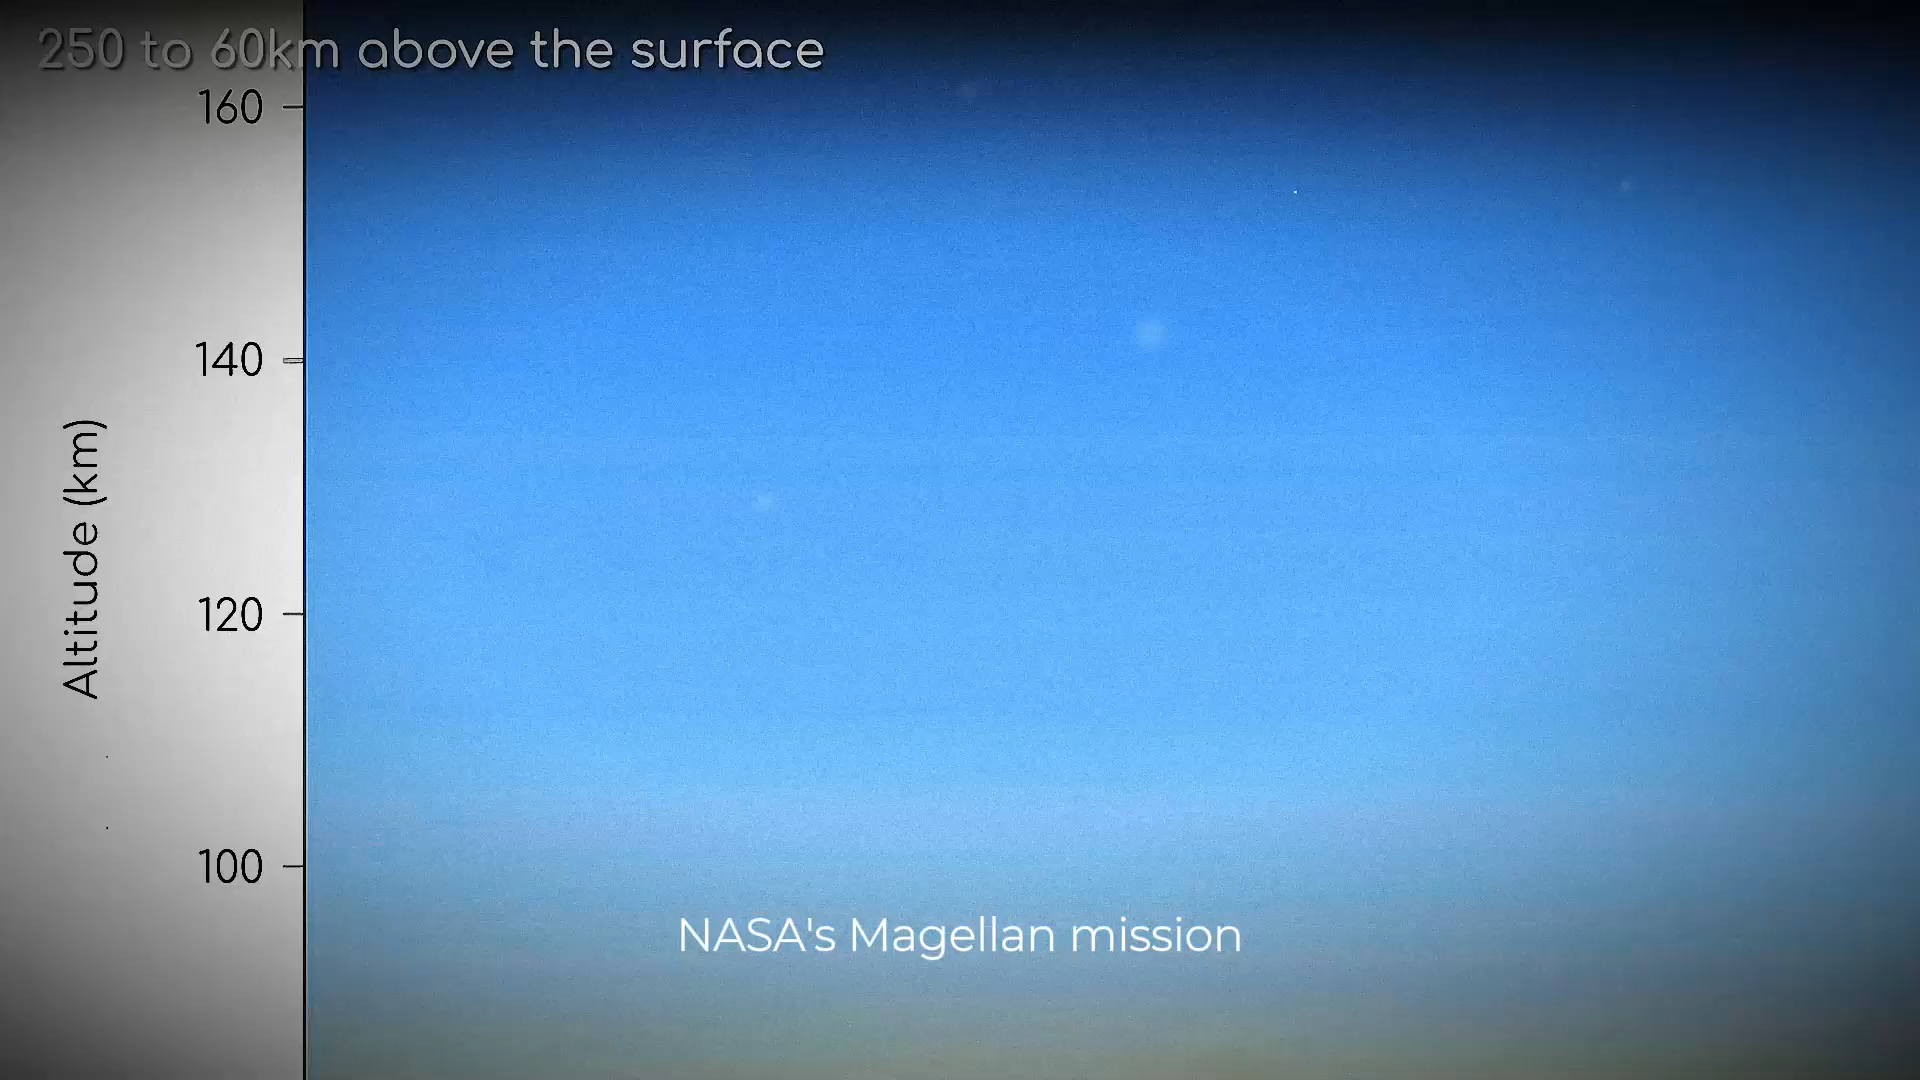 250 to 60km above the surface
160
140
120
100
Altitude (km)
NASA's Magellan mission